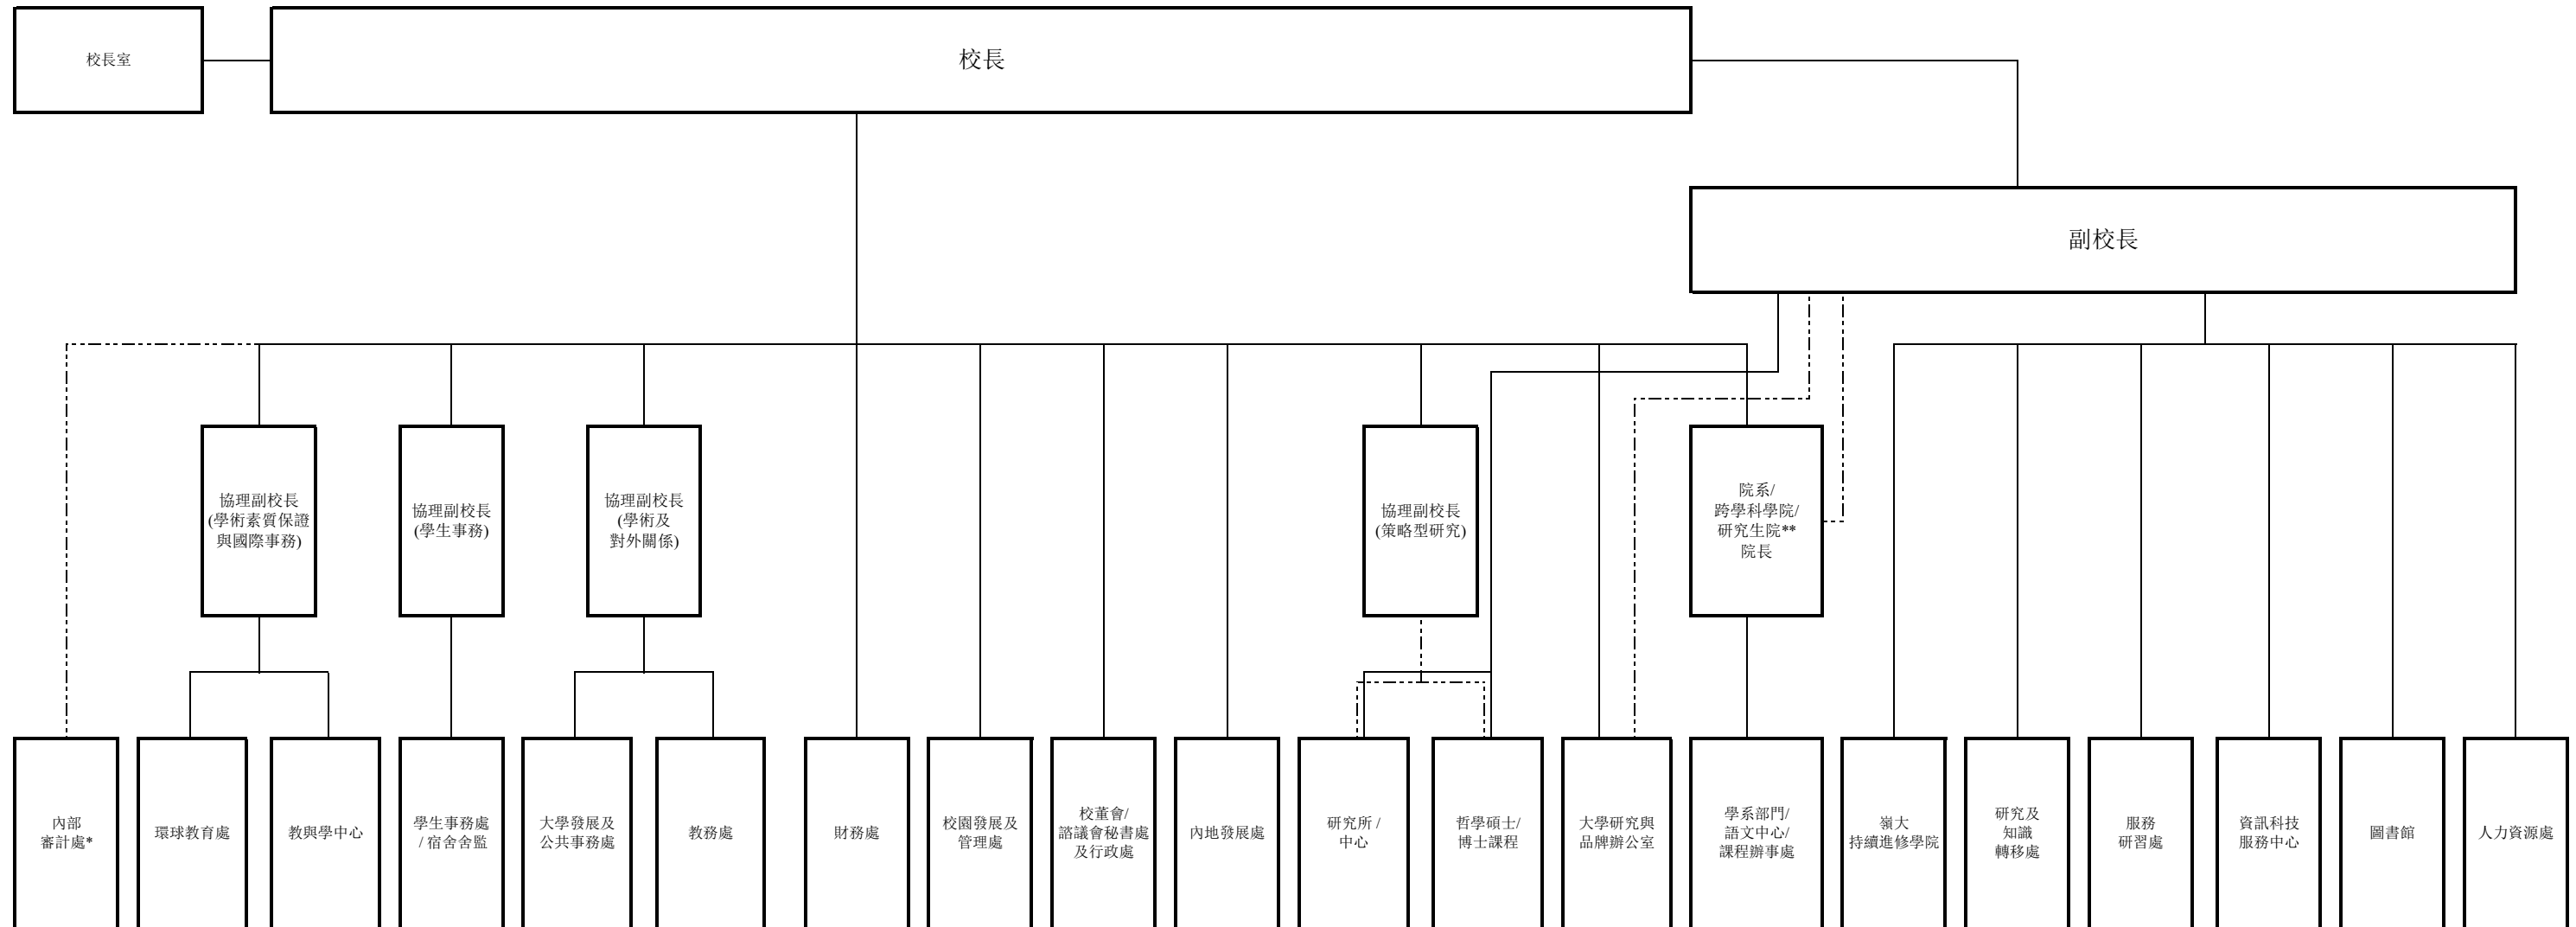 校長室
校長
副校長
協理副校長
(學術素質保證
與國際事務)
協理副校長
(學生事務)
協理副校長
(學術及
對外關係)
協理副校長
(策略型研究)
院系/
跨學科學院/
研究生院**
院長
內部
審計處*
環球教育處
教與學中心
學生事務處
/ 宿舍舍監
大學發展及
公共事務處
教務處
財務處
校園發展及
管理處
校董會/
諮議會秘書處
及行政處
內地發展處
研究所 /
中心
哲學碩士/
博士課程
大學研究與
品牌辦公室
學系部門/
語文中心/
課程辦事處
嶺大
持續進修學院
研究及
知識
轉移處
服務
研習處
資訊科技
服務中心
圖書館
人力資源處